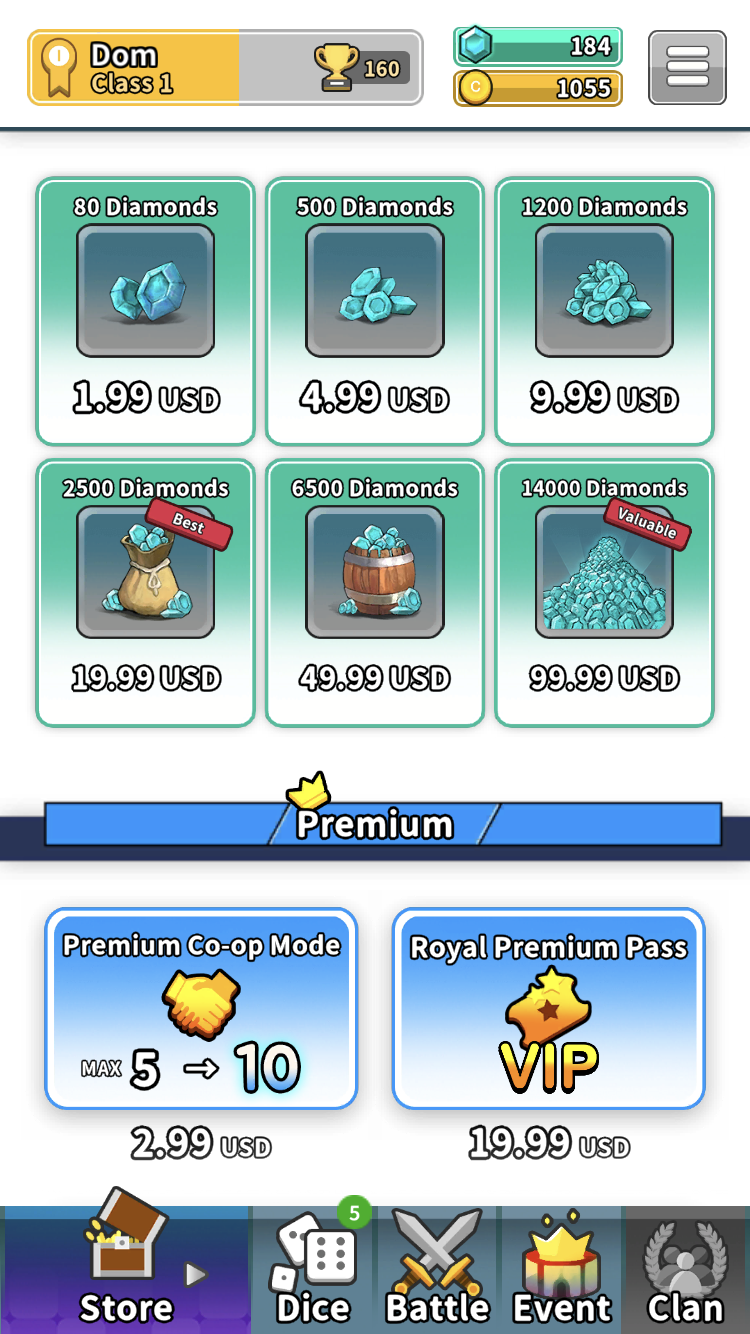 1
Dom
Class 1
160
184
C
1055
80 Diamonds
500 Diamonds
1200 Diamonds
1.99 USD
4.99 USD
9.99 USD
2500 Diamonds
6500 Diamonds
14000 Diamonds
Best
Valuable
19.99 USD
49.99 USD
99.99 USD
Premium
Premium Co-op Mode
Royal Premium Pass
MAX 5 → 10
VIP
2.99 USD
19.99 USD
5
Store
Dice
Battle
Event
Clan